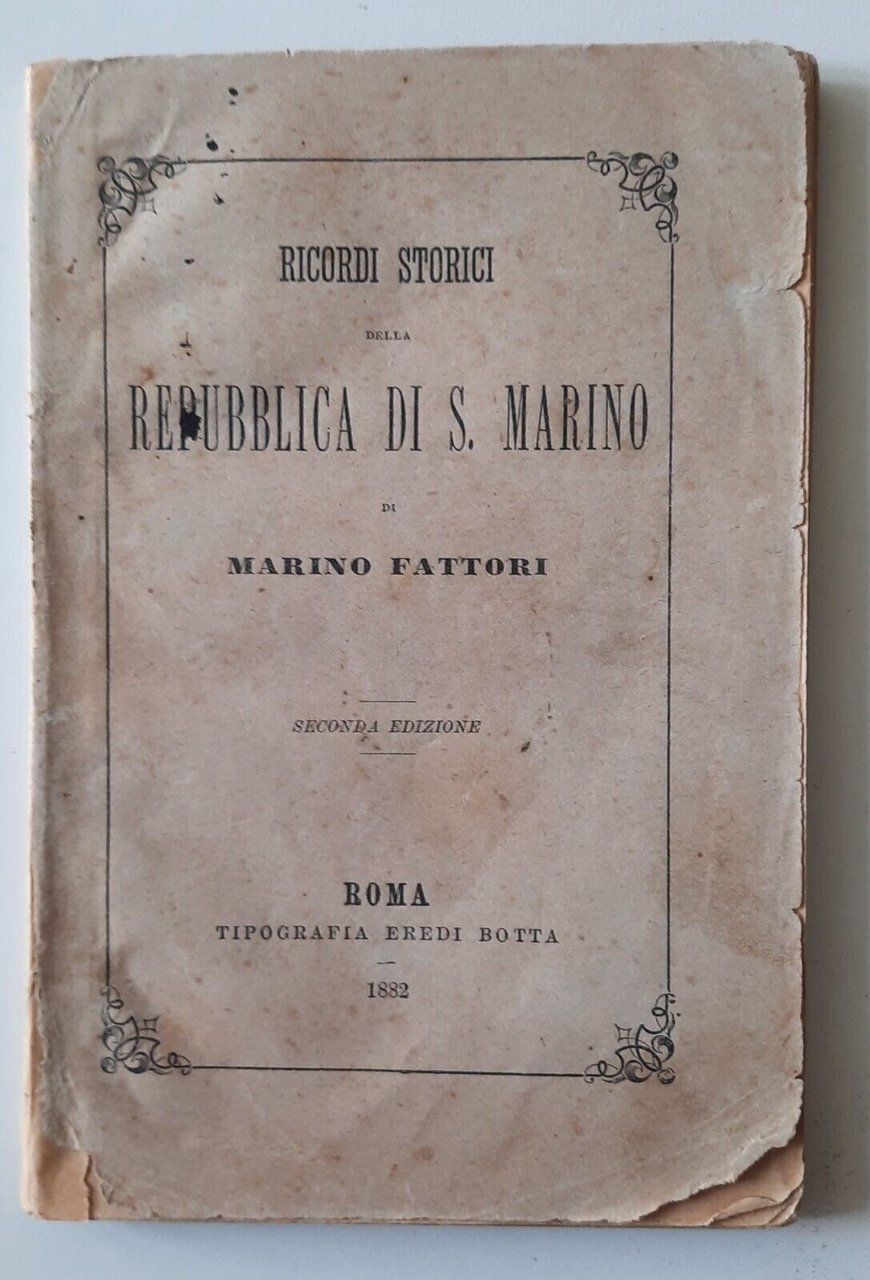 RICORDI STORICI
DELLA
REPUBBLICA DI S. MARINO
DI
MARINO FATTORI
SECONDA EDIZIONE
ROMA
TIPOGRAFIA EREDI BOTTA
1882